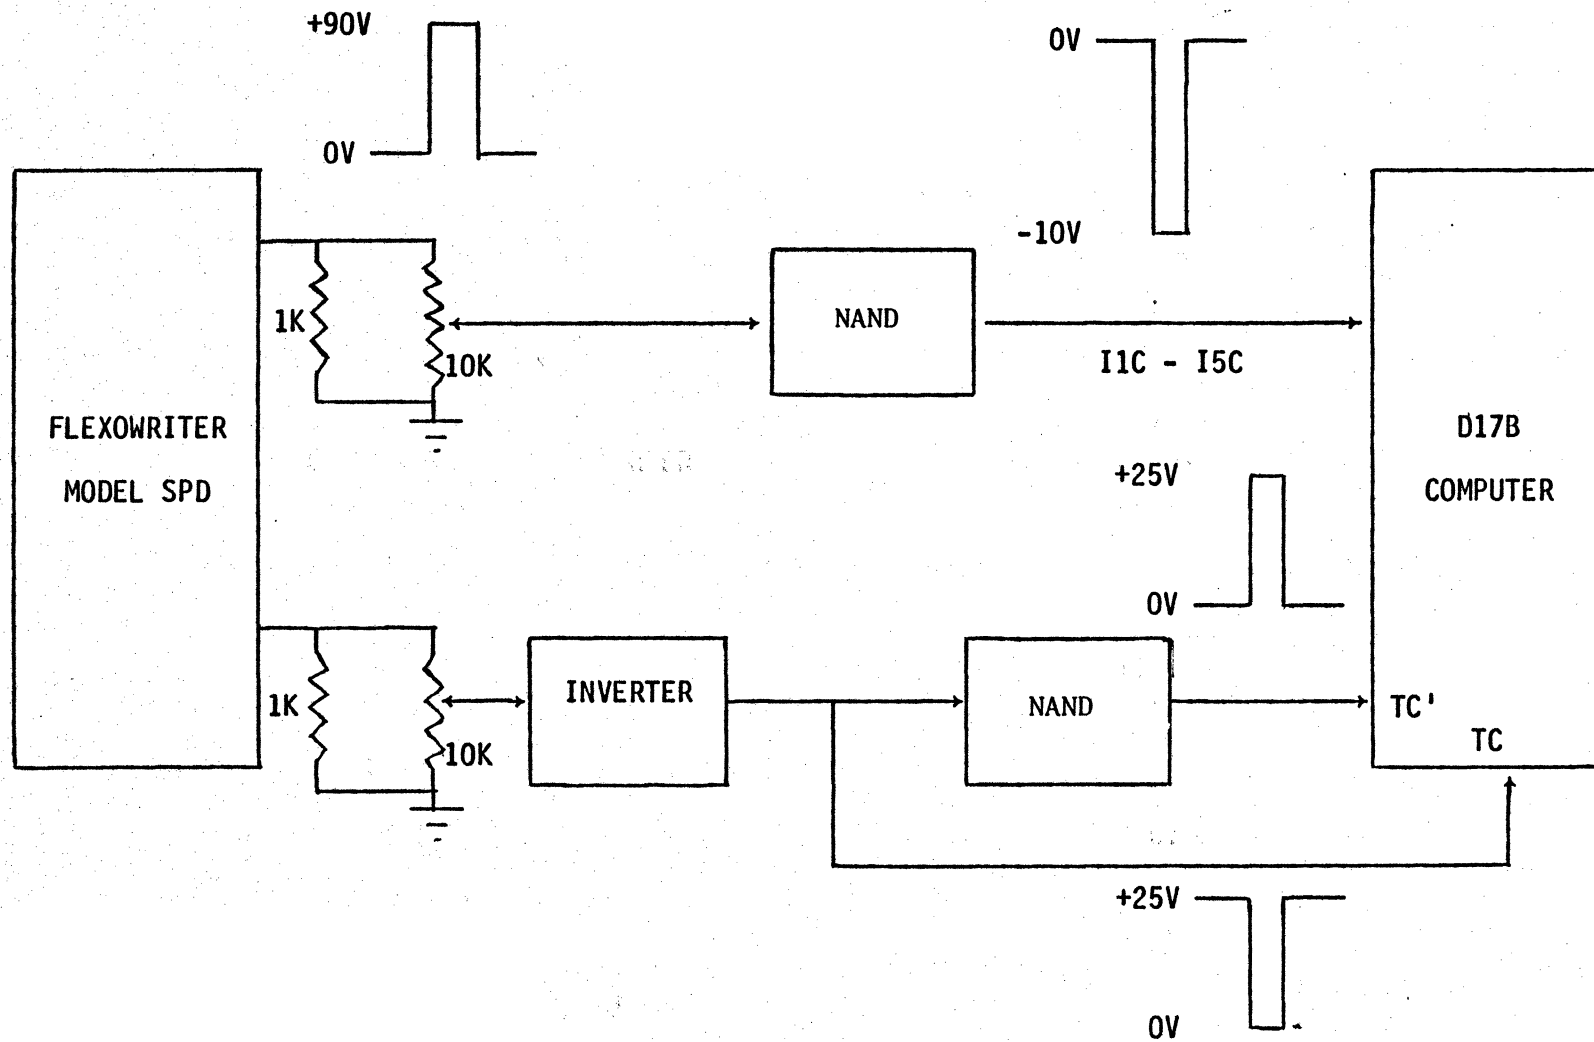 +90V
0V
0V
-10V
1K
10K
NAND
I1C - I5C
FLEXOWRITER
MODEL SPD
D17B
COMPUTER
+25V
0V
1K
10K
INVERTER
NAND
TC'
TC
+25V
0V